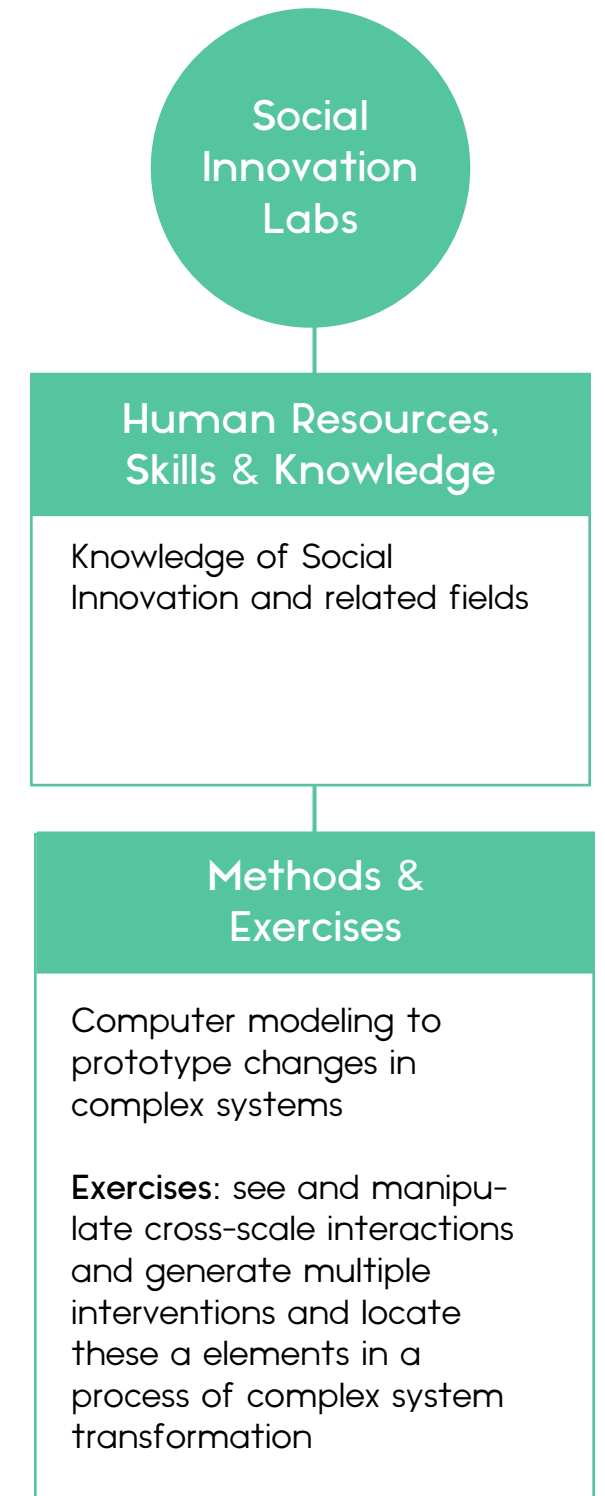 Social
Innovation
Labs
Human Resources,
Skills & Knowledge
Knowledge of Social
Innovation and related fields
Methods &
Exercises
Computer modeling to
prototype changes in
complex systems
Exercises: see and manipu-
late cross-scale interactions
and generate multiple
interventions and locate
these a elements in a
process of complex system
transformation